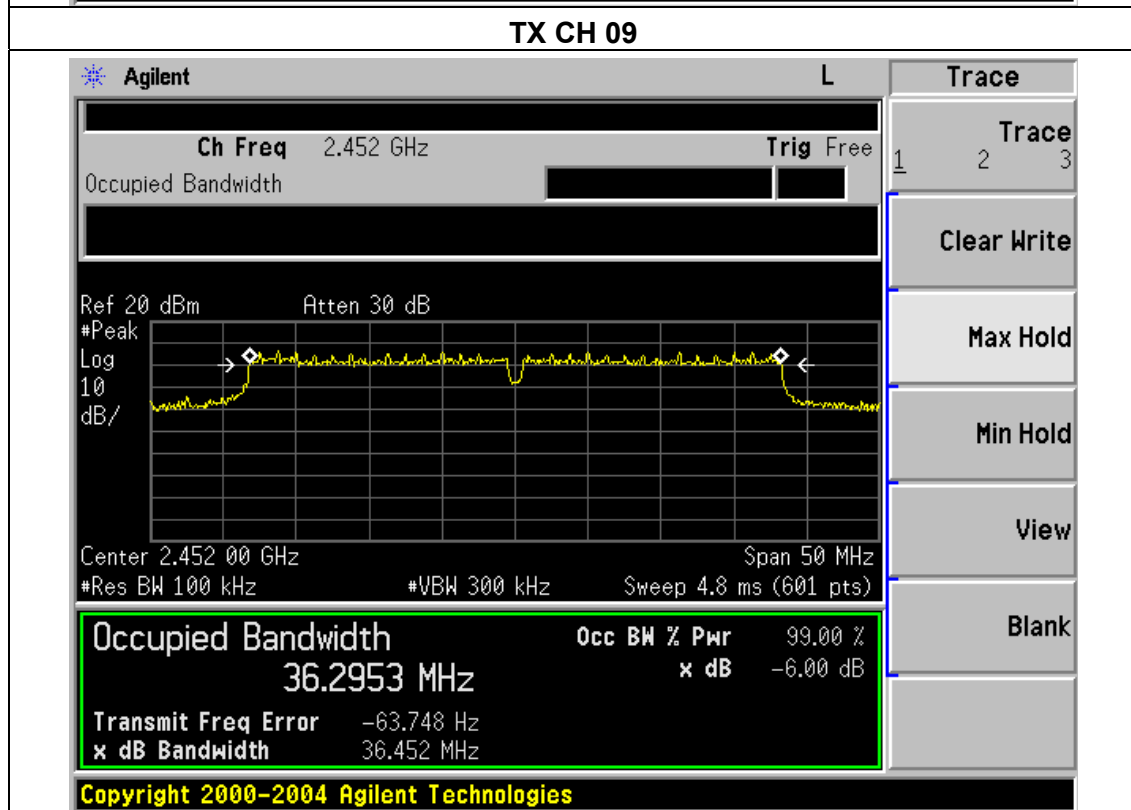 TX CH 09
Agilent L Trace
Ch Freq 2.452 GHz Trig Free
Occupied Bandwidth
Trace
1 2 3
Clear Write
Max Hold
Min Hold
View
Blank
Ref 20 dBm Atten 30 dB
#Peak
Log
10
dB/
Center 2.452 00 GHz Span 50 MHz
#Res BW 100 kHz #VBW 300 kHz Sweep 4.8 ms (601 pts)
Occupied Bandwidth Occ BW % Pwr 99.00 %
36.2953 MHz x dB -6.00 dB
Transmit Freq Error -63.748 Hz
x dB Bandwidth 36.452 MHz
Copyright 2000-2004 Agilent Technologies